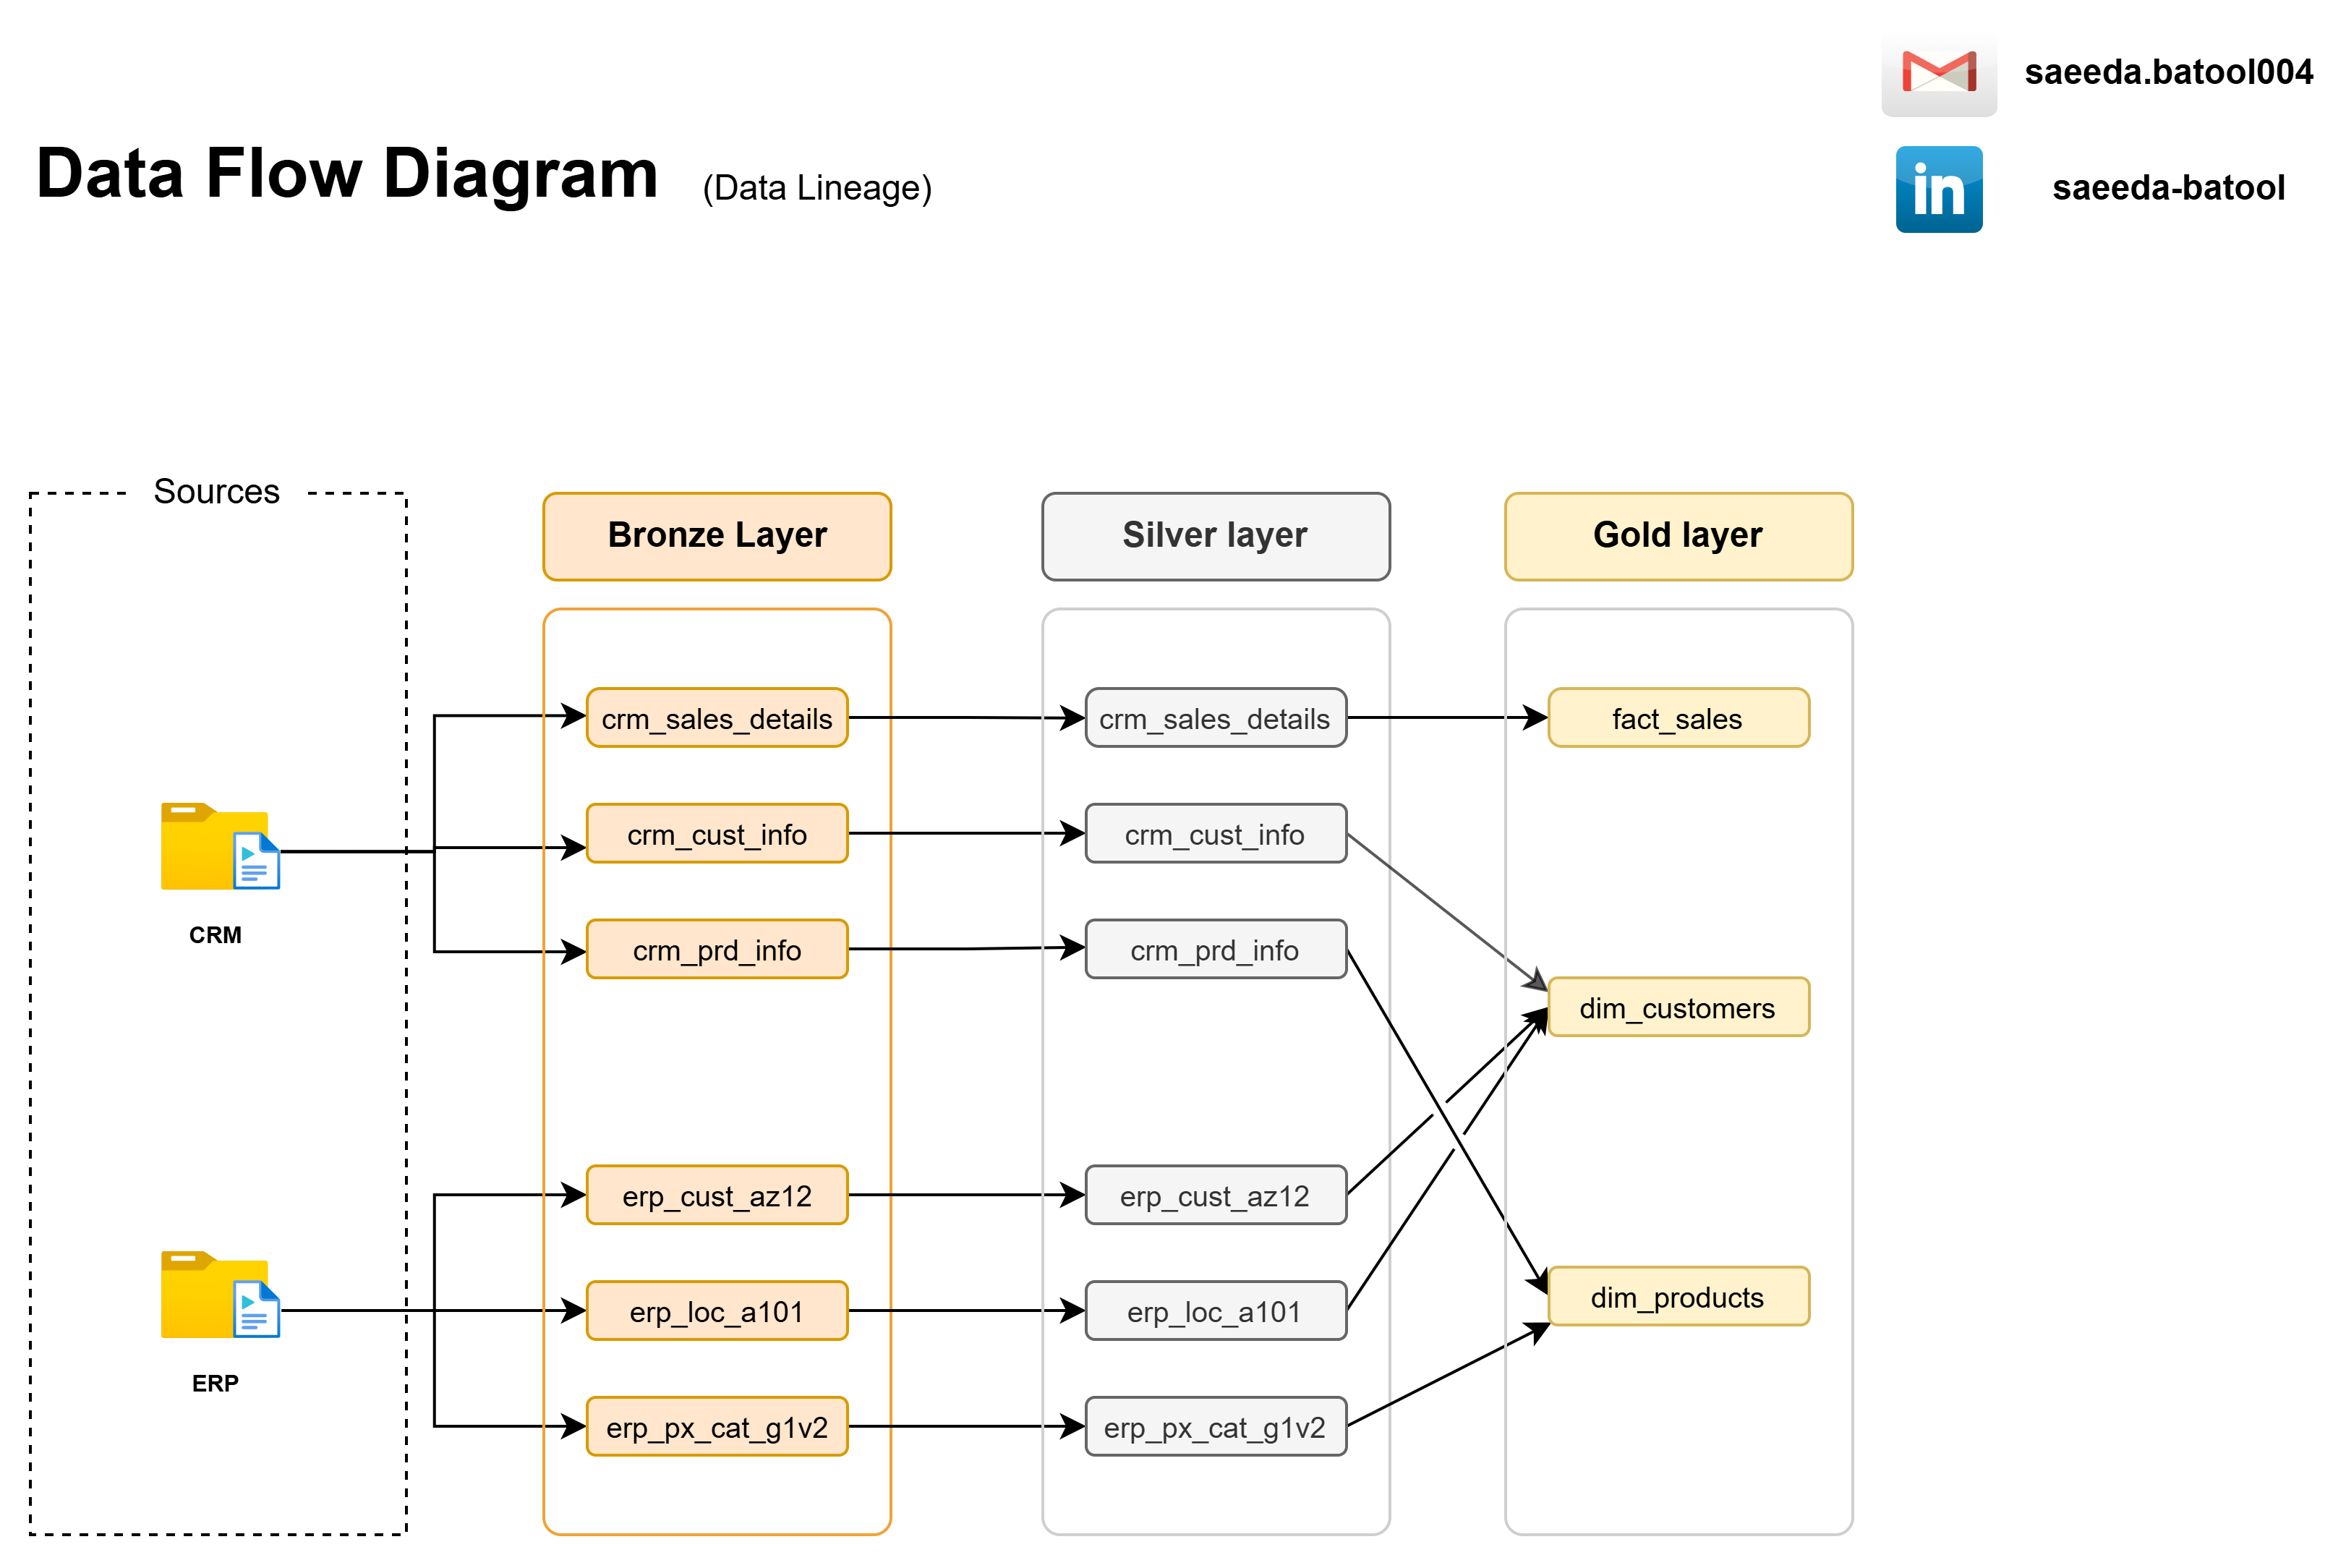 saeeda.batool004
Data Flow Diagram (Data Lineage)
saeeda-batool
Sources
Bronze Layer
Silver layer
Gold layer
crm_sales_details
crm_sales_details
fact_sales
crm_cust_info
crm_cust_info
CRM
crm_prd_info
crm_prd_info
dim_customers
erp_cust_az12
erp_cust_az12
dim_products
erp_loc_a101
erp_loc_a101
ERP
erp_px_cat_g1v2
erp_px_cat_g1v2